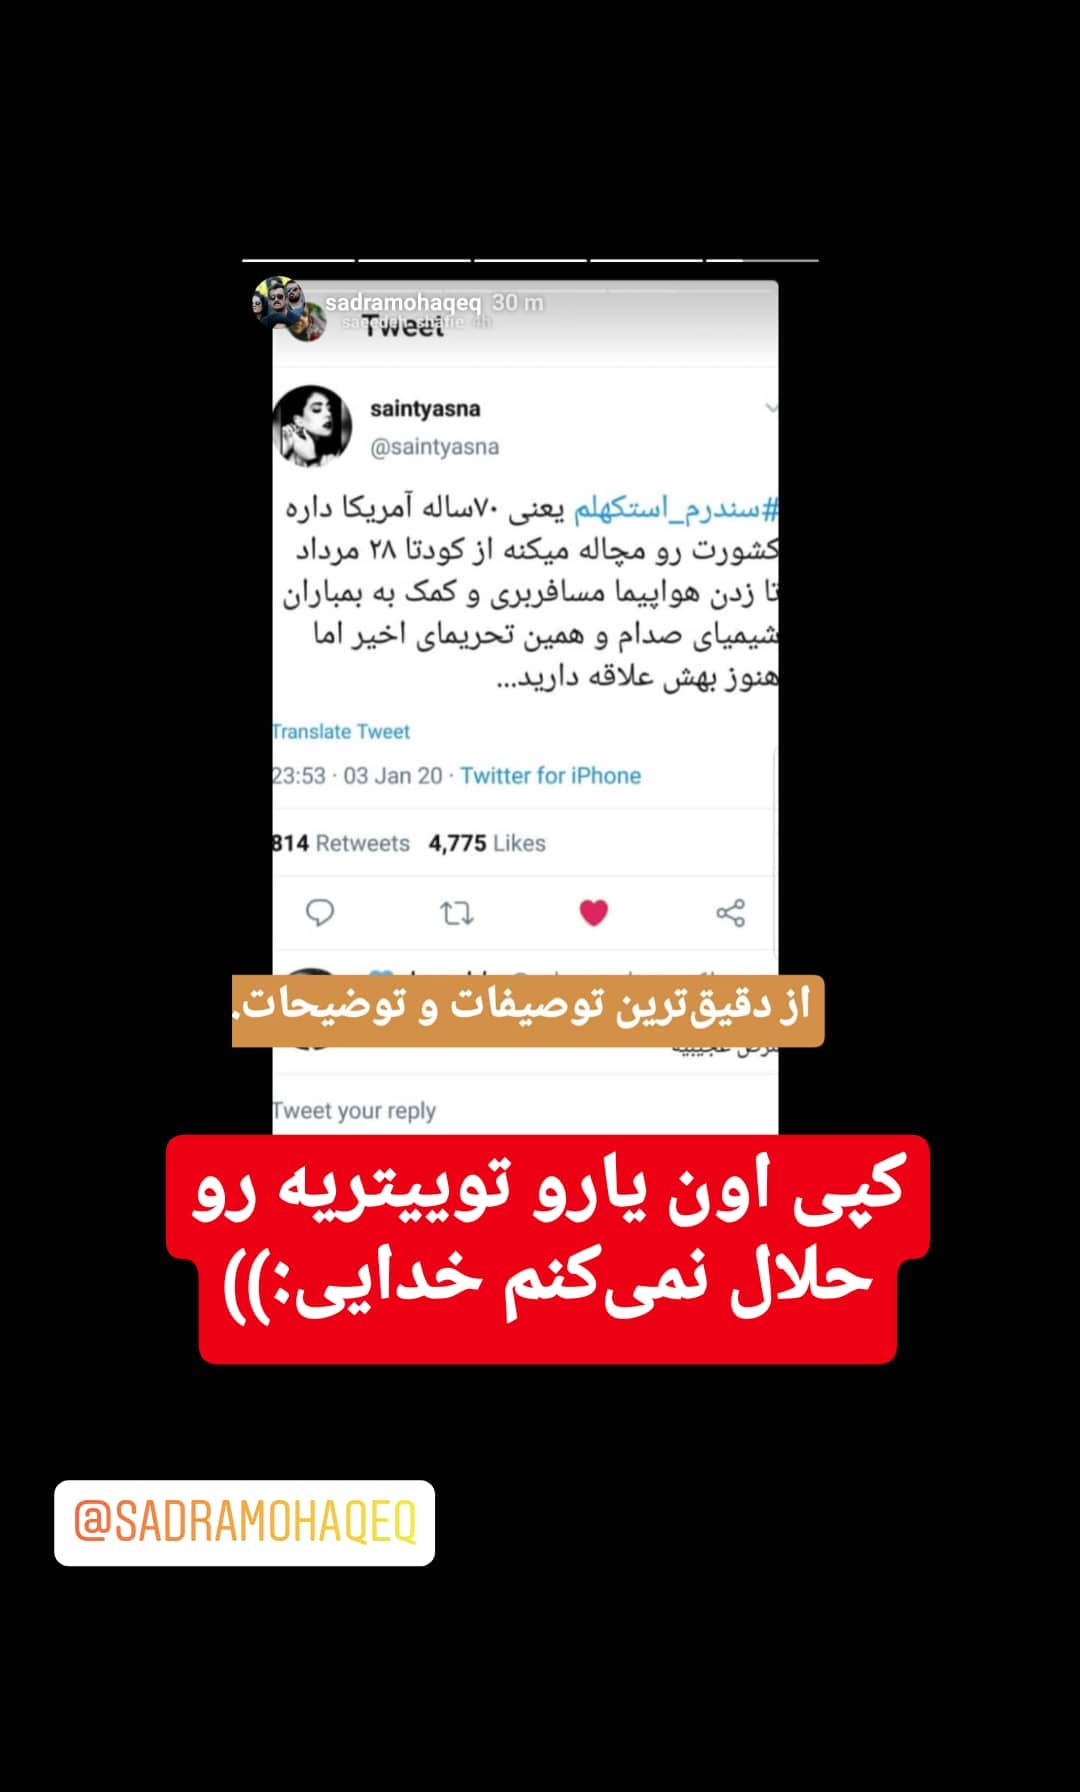 sadramohaqeq 30 m
saeedeh_shafie 4h
Tweet
saintyasna
@saintyasna
#سندرم_استکهلم یعنی ۷۰ساله آمریکا داره
کشورت رو مچاله میکنه از کودتا ۲۸ مرداد
تا زدن هواپیما مسافربری و کمک به بمباران
شیمیای صدام و همین تحریمای اخیر اما
هنوز بهش علاقه دارید...
Translate Tweet
23:53 · 03 Jan 20 · Twitter for iPhone
814 Retweets 4,775 Likes
از دقیق‌ترین توصیفات و توضیحات.
Tweet your reply
کپی اون یارو توییتریه رو
حلال نمی‌کنم خدایی:))
@SADRAMOHAQEQ